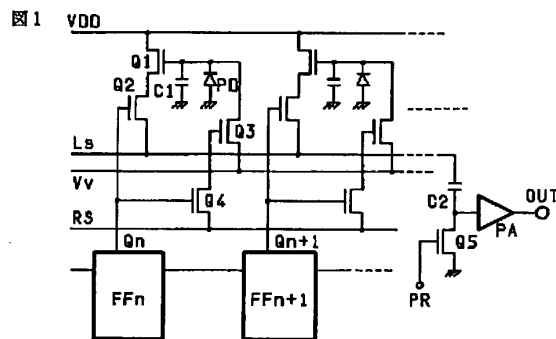 図1 VDD
Q1
Q2
C1
PD
Q3
Ls
Vv
Q4
RS
C2
OUT
PA
Q5
Qn
Qn+1
PR
FFn
FFn+1